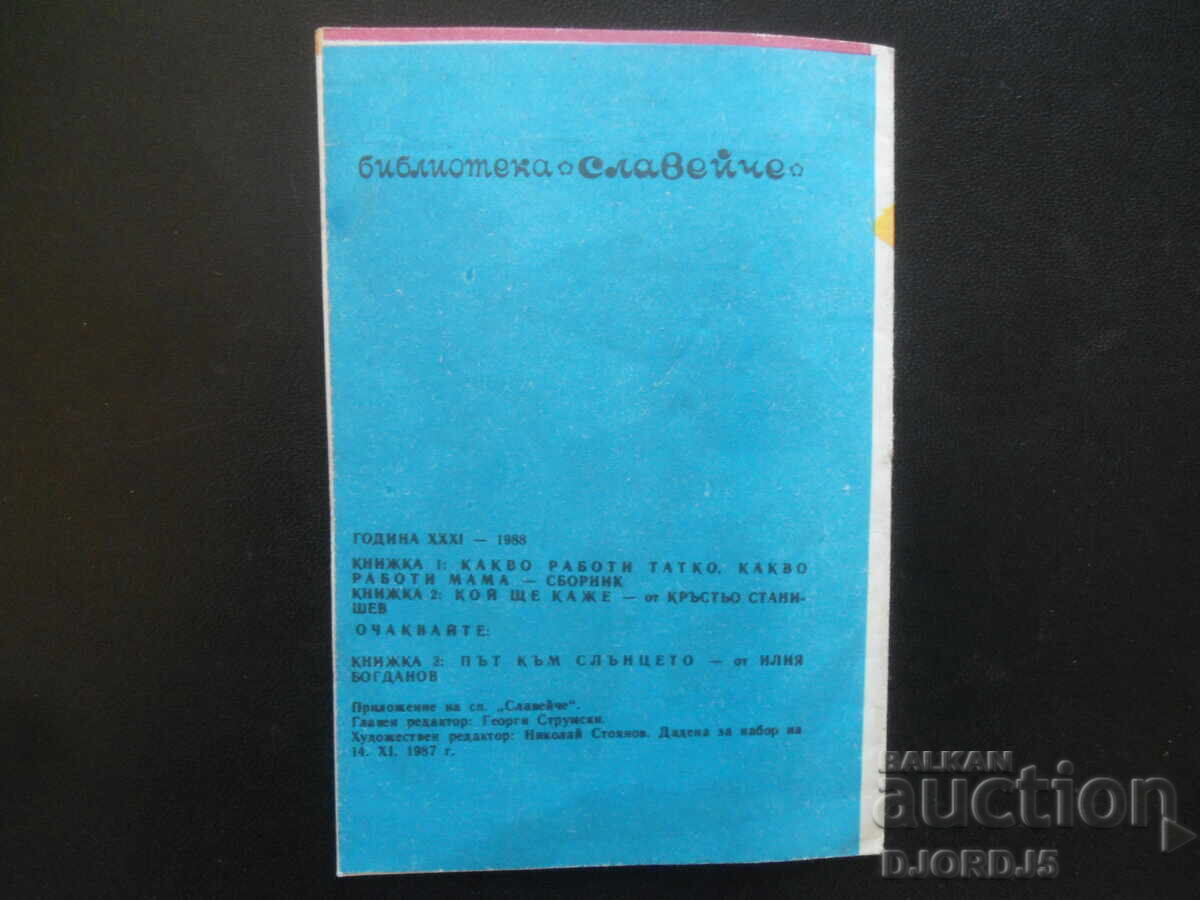 библиотека славейче
ГОДИНА XXXI — 1988
КНИЖКА 1: КАКВО РАБОТИ ТАТКО, КАКВО
РАБОТИ МАМА — СБОРНИК
КНИЖКА 2: КОЙ ЩЕ КАЖЕ — от КРЪСТЬО СТАНИ-
ШЕВ
ОЧАКВАЙТЕ:
КНИЖКА 3: ПЪТ КЪМ СЛЪНЦЕТО — от ИЛИЯ
БОГДАНОВ
Приложение на сп. „Славейче“.
Главен редактор: Георги Струмски.
Художествен редактор: Николай Стоянов. Дадена за набор на
14. XI. 1987 г.
BALKAN
auction
DJORDJ5